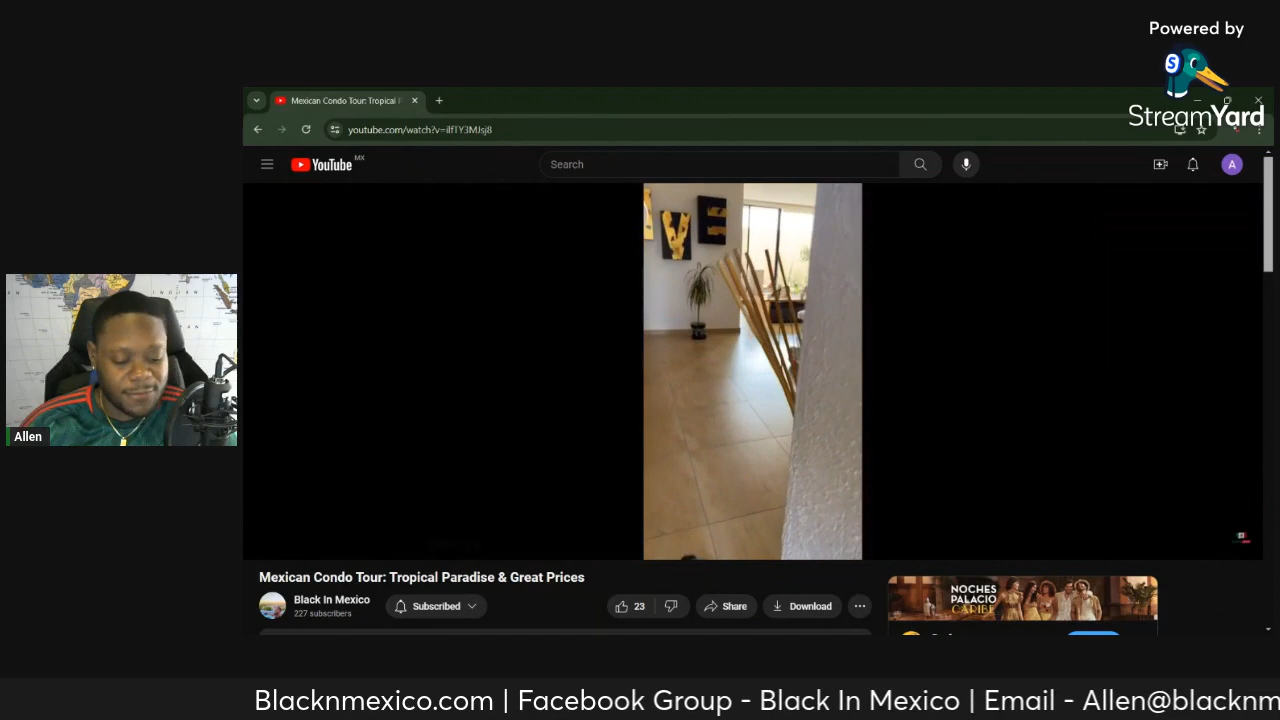 Powered by
StreamYard
Mexican Condo Tour: Tropical
youtube.com/watch?v=ilfTY3MJsj8
YouTube MX
Search
A
VE
INDIAN
Allen
Mexican Condo Tour: Tropical Paradise & Great Prices
Black In Mexico
227 subscribers
Subscribed
23
Share
Download
NOCHES
PALACIO
CARIBE
Blacknmexico.com | Facebook Group - Black In Mexico | Email - Allen@blacknm